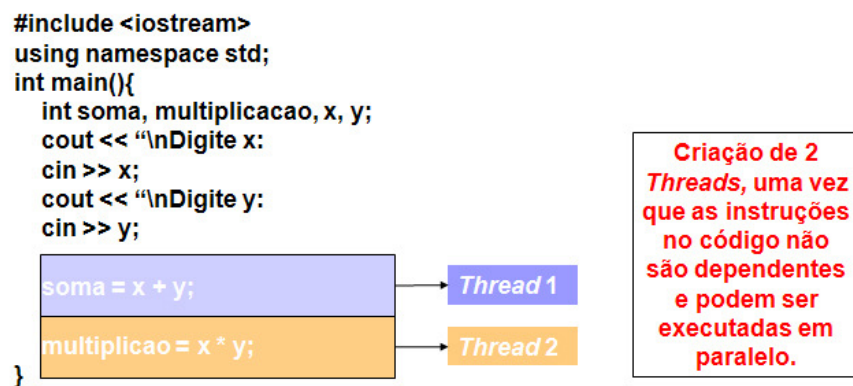 #include <iostream>
using namespace std;
int main(){
int soma, multiplicacao, x, y;
cout << “\nDigite x:
cin >> x;
cout << “\nDigite y:
cin >> y;
soma = x + y;
Thread 1
multiplicao = x * y;
Thread 2
}
Criação de 2
Threads, uma vez
que as instruções
no código não
são dependentes
e podem ser
executadas em
paralelo.